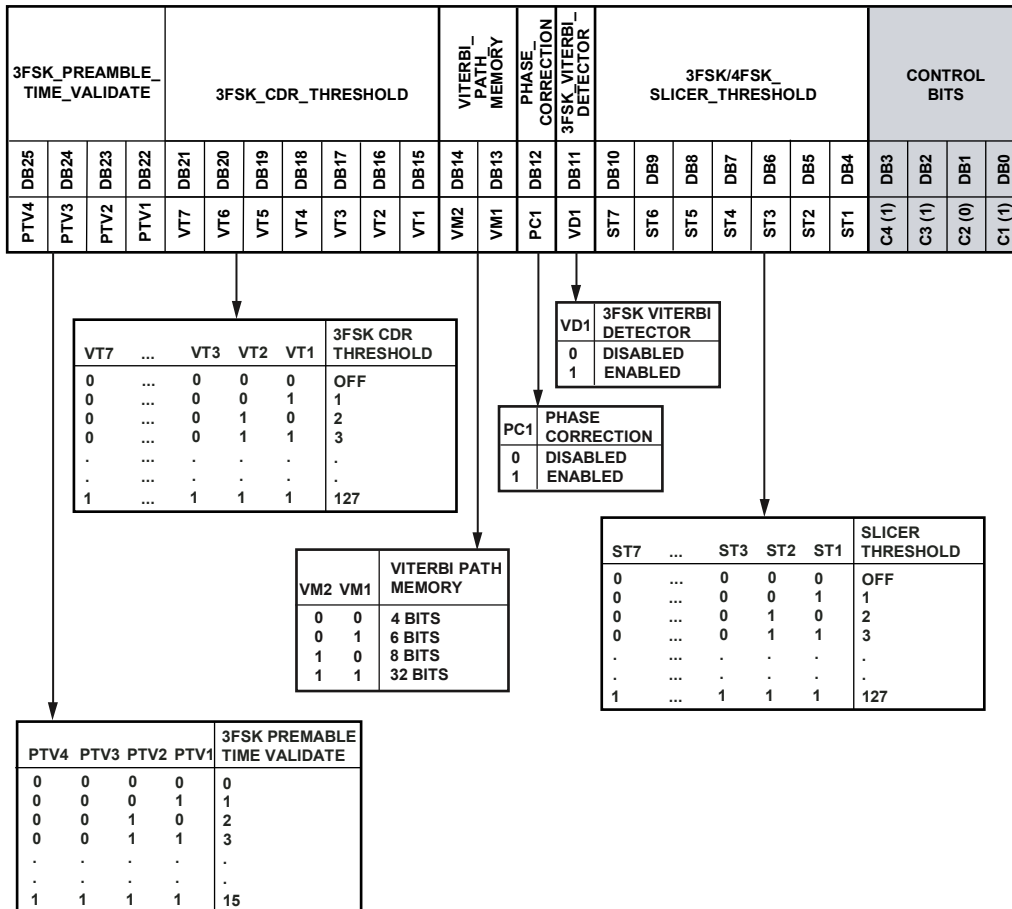 3FSK_PREAMBLE_
TIME_VALIDATE
3FSK_CDR_THRESHOLD
VITERBI_
PATH_
MEMORY
PHASE_
CORRECTION
3FSK_VITERBI_
DETECTOR
3FSK/4FSK_
SLICER_THRESHOLD
CONTROL
BITS
DB25 DB24 DB23 DB22 DB21 DB20 DB19 DB18 DB17 DB16 DB15 DB14 DB13 DB12 DB11 DB10 DB9 DB8 DB7 DB6 DB5 DB4 DB3 DB2 DB1 DB0
PTV4 PTV3 PTV2 PTV1 VT7 VT6 VT5 VT4 VT3 VT2 VT1 VM2 VM1 PC1 VD1 ST7 ST6 ST5 ST4 ST3 ST2 ST1 C4 (1) C3 (1) C2 (0) C1 (1)
VT7 ... VT3 VT2 VT1 3FSK CDR
THRESHOLD
0 ... 0 0 0 OFF
0 ... 0 0 1 1
0 ... 0 1 0 2
0 ... 0 1 1 3
. ... . . . .
. ... . . . .
1 ... 1 1 1 127
VD1 3FSK VITERBI
DETECTOR
0 DISABLED
1 ENABLED
PC1 PHASE
CORRECTION
0 DISABLED
1 ENABLED
ST7 ... ST3 ST2 ST1 SLICER
THRESHOLD
0 ... 0 0 0 OFF
0 ... 0 0 1 1
0 ... 0 1 0 2
0 ... 0 1 1 3
. ... . . . .
. ... . . . .
1 ... 1 1 1 127
VM2 VM1 VITERBI PATH
MEMORY
0 0 4 BITS
0 1 6 BITS
1 0 8 BITS
1 1 32 BITS
PTV4 PTV3 PTV2 PTV1 3FSK PREMABLE
TIME VALIDATE
0 0 0 0 0
0 0 0 1 1
0 0 1 0 2
0 0 1 1 3
. . . . .
. . . . .
1 1 1 1 15